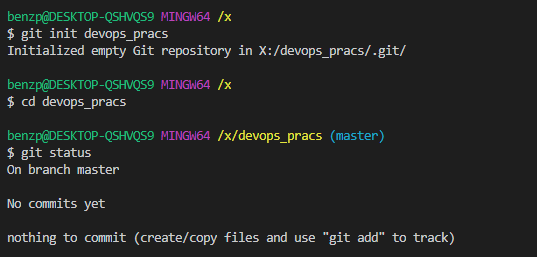 benzp@DESKTOP-QSHVQS9 MINGW64 /x
$ git init devops_pracs
Initialized empty Git repository in X:/devops_pracs/.git/
benzp@DESKTOP-QSHVQS9 MINGW64 /x
$ cd devops_pracs
benzp@DESKTOP-QSHVQS9 MINGW64 /x/devops_pracs (master)
$ git status
On branch master
No commits yet
nothing to commit (create/copy files and use "git add" to track)